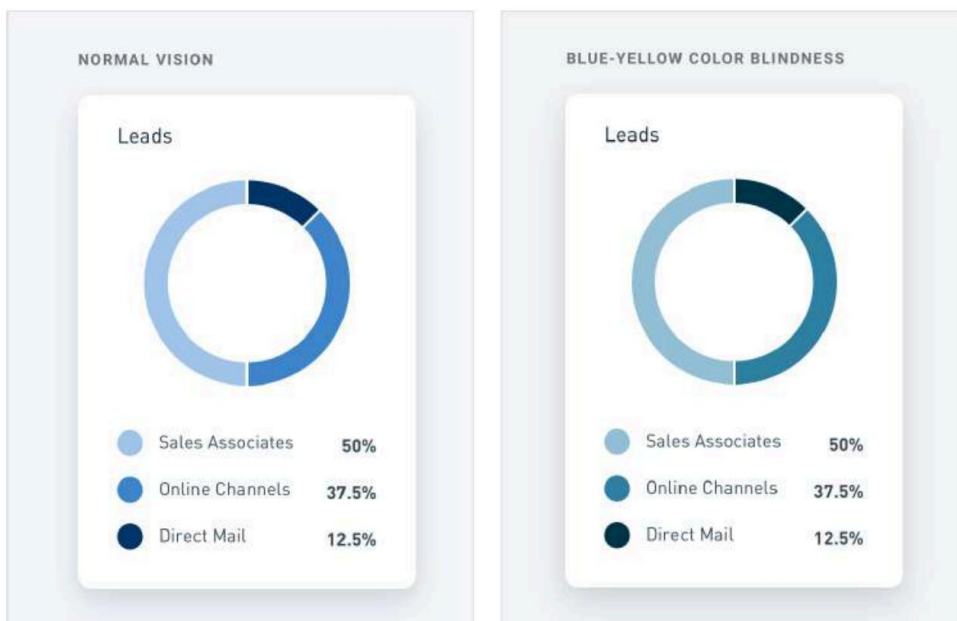 NORMAL VISION
Leads
Sales Associates 50%
Online Channels 37.5%
Direct Mail 12.5%
BLUE-YELLOW COLOR BLINDNESS
Leads
Sales Associates 50%
Online Channels 37.5%
Direct Mail 12.5%